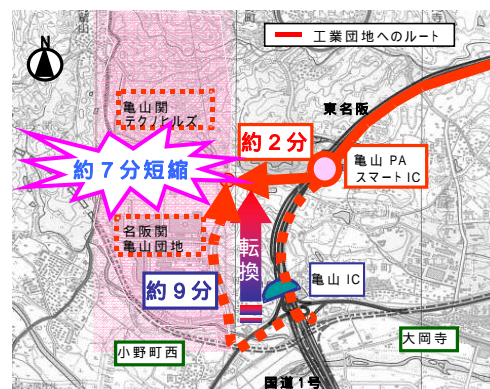 N
工業団地へのルート
東名阪
亀山関
テクノヒルズ
約2分
約7分短縮
亀山 PA
スマート IC
名阪関
亀山団地
転換
約9分
亀山 IC
大岡寺
小野町西
国道1号